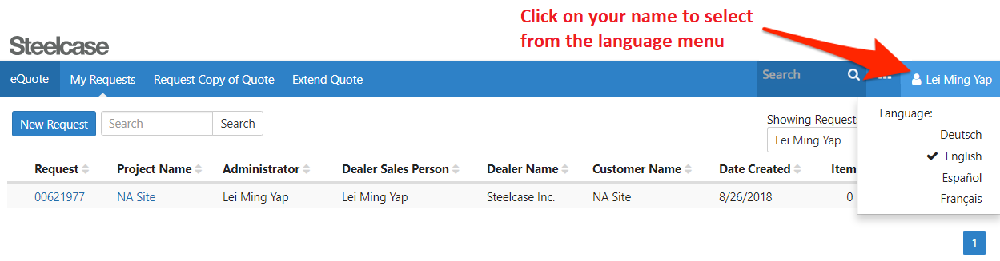 Click on your name to select
from the language menu
Steelcase
eQuote My Requests Request Copy of Quote Extend Quote Search Lei Ming Yap
New Request Search Search
Showing Requests
Lei Ming Yap
Language:
Deutsch
English
Español
Français
Request Project Name Administrator Dealer Sales Person Dealer Name Customer Name Date Created Items
00621977 NA Site Lei Ming Yap Lei Ming Yap Steelcase Inc. NA Site 8/26/2018 0
1